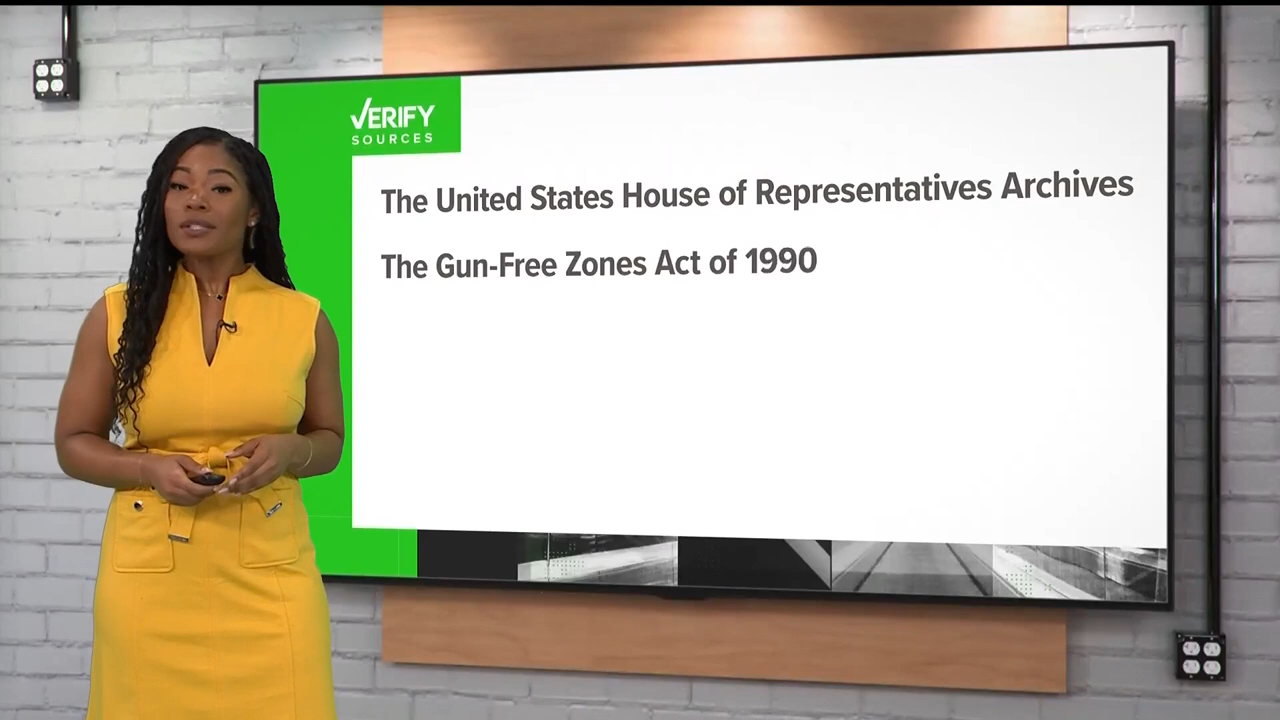 VERIFY
SOURCES
The United States House of Representatives Archives
The Gun-Free Zones Act of 1990